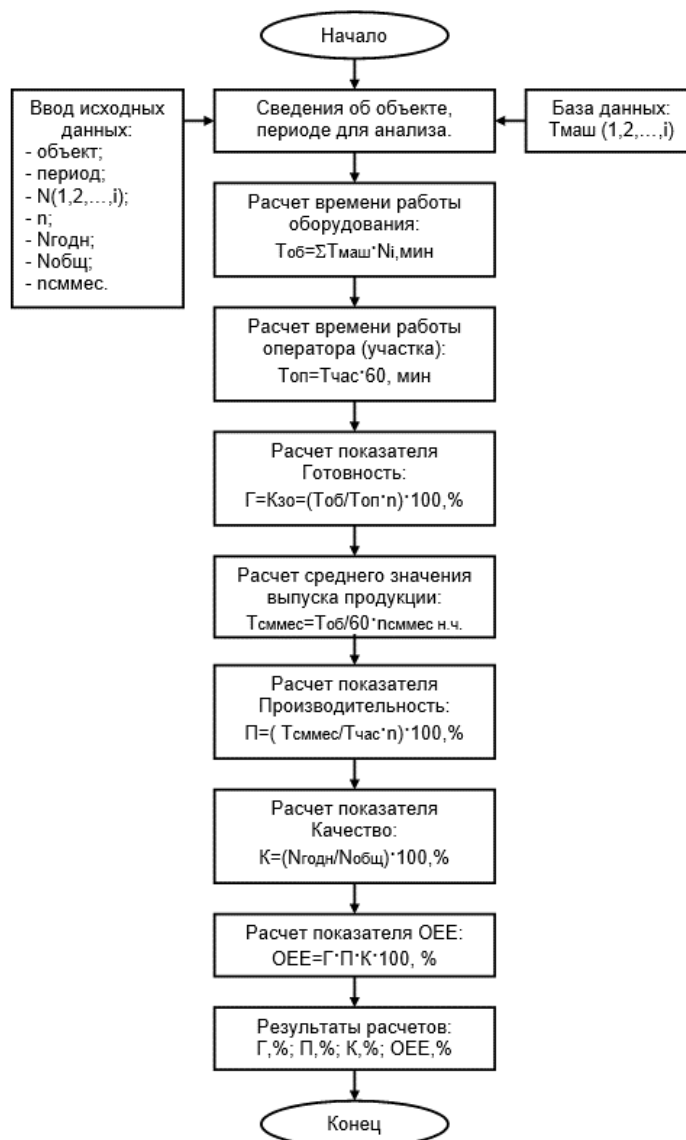 Начало
Ввод исходных
данных:
- объект;
- период;
- N(1,2,…,i);
- n;
- Nгодн;
- Nобщ;
- nсммес.
Сведения об объекте,
периоде для анализа.
База данных:
Тмаш (1,2,…,i)
Расчет времени работы
оборудования:
Тоб=ΣТмаш·Ni,мин
Расчет времени работы
оператора (участка):
Топ=Тчас·60, мин
Расчет показателя
Готовность:
Г=Кзо=(Тоб/Топ·n)·100,%
Расчет среднего значения
выпуска продукции:
Тсммес=Тоб/60·nсммес н.ч.
Расчет показателя
Производительность:
П=( Тсммес/Тчас·n)·100,%
Расчет показателя
Качество:
К=(Nгодн/Nобщ)·100,%
Расчет показателя ОЕЕ:
ОЕЕ=Г·П·К·100, %
Результаты расчетов:
Г,%; П,%; К,%; ОЕЕ,%
Конец